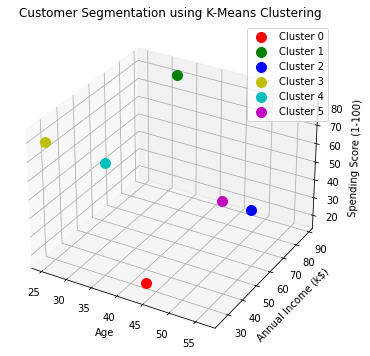 Customer Segmentation using K-Means Clustering
Cluster 0
Cluster 1
Cluster 2
Cluster 3
Cluster 4
Cluster 5
80
70
60
50
40
30
20
Spending Score (1-100)
90
80
70
60
50
40
30
Annual Income (K$)
25
30
35
40
45
50
55
Age